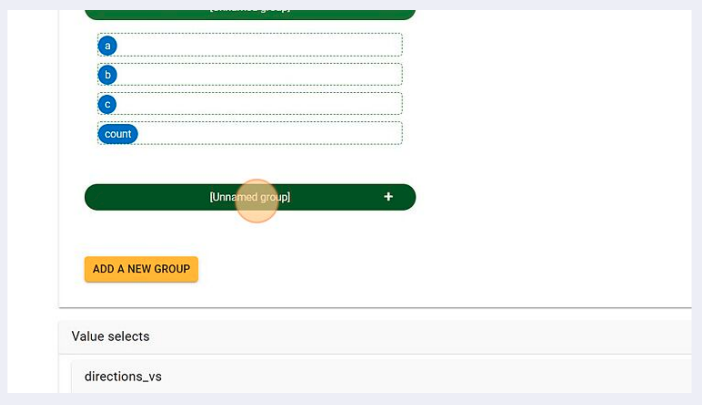 [Unnamed group]
a
b
c
count
[Unnamed group] +
ADD A NEW GROUP
Value selects
directions_vs